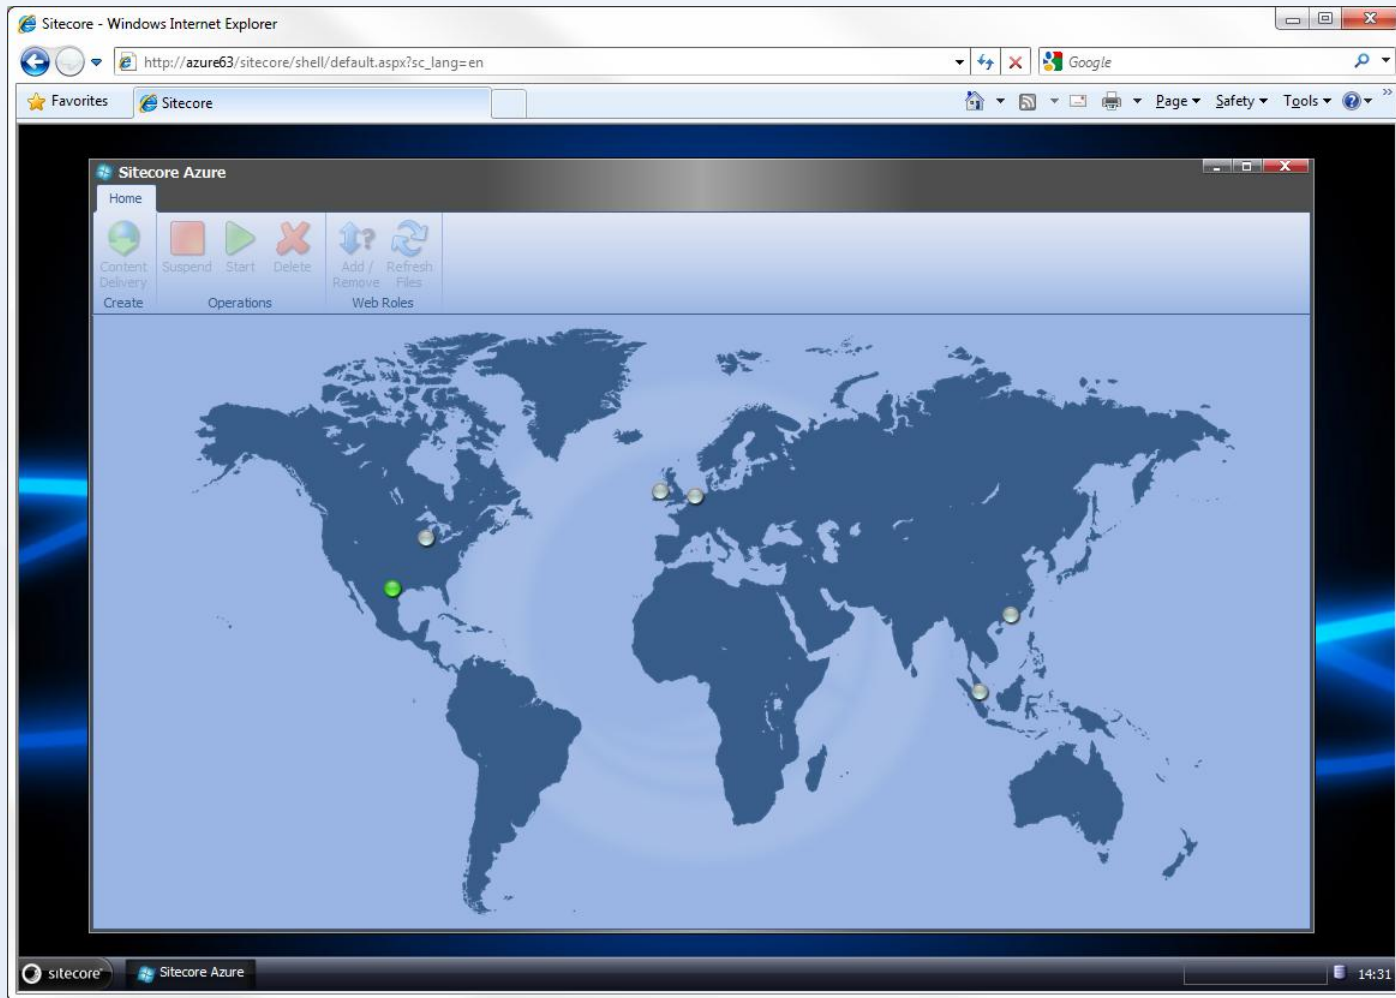 Sitecore - Windows Internet Explorer
http://azure63/sitecore/shell/default.aspx?sc_lang=en
Google
Favorites
Sitecore
Page
Safety
Tools
Sitecore Azure
Home
Content
Delivery
Suspend
Start
Delete
Add /
Remove
Refresh
Files
Create
Operations
Web Roles
sitecore
Sitecore Azure
14:31